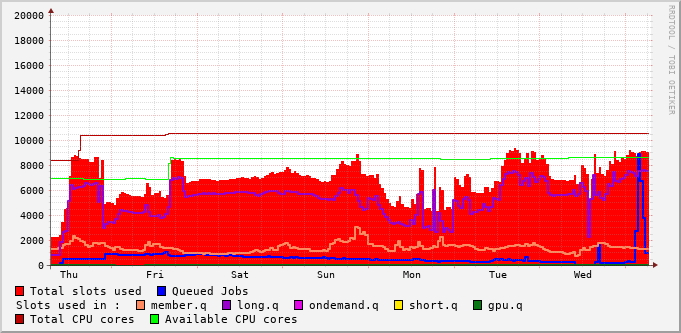 RRDTOOL / TOBI OETIKER
20000
18000
16000
14000
12000
10000
8000
6000
4000
2000
0
Thu Fri Sat Sun Mon Tue Wed
Total slots used Queued Jobs
Slots used in : member.q long.q ondemand.q short.q gpu.q
Total CPU cores Available CPU cores